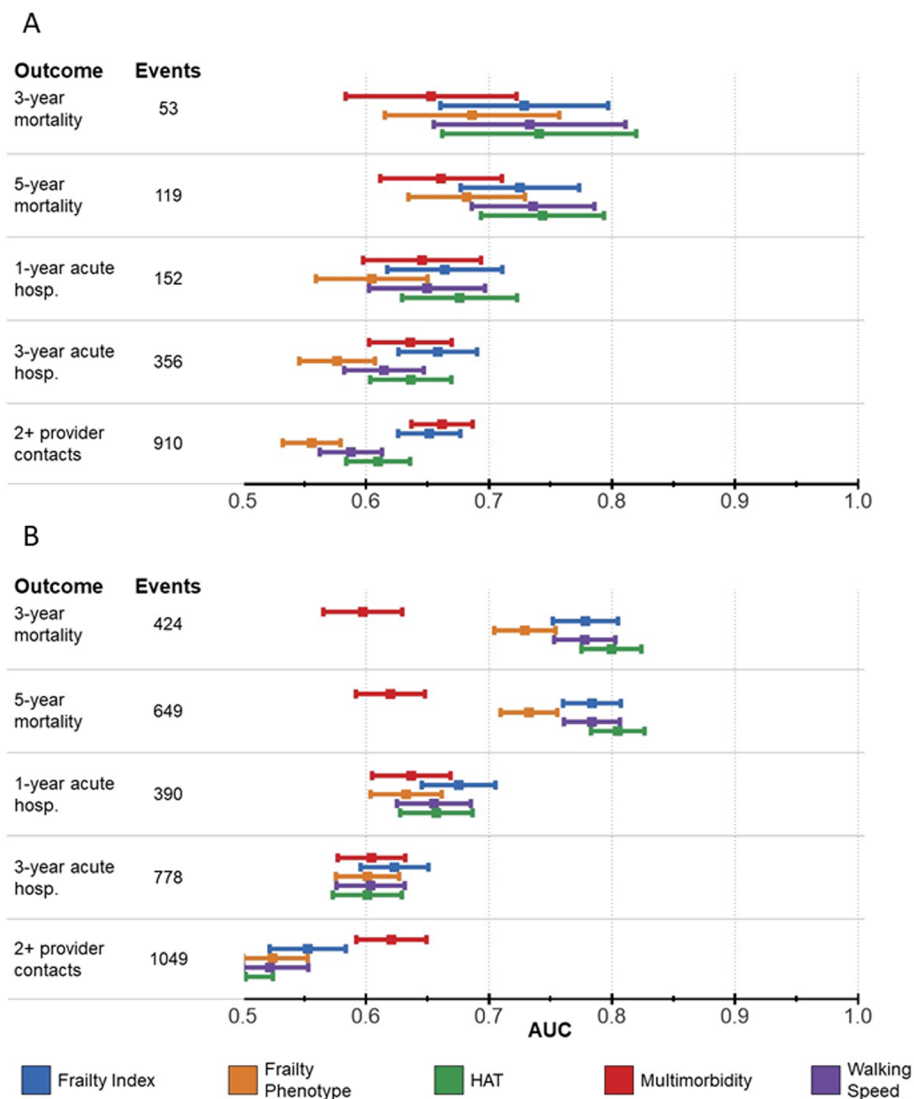 A
Outcome Events
3-year
mortality
53
5-year
mortality
119
1-year acute
hosp.
152
3-year acute
hosp.
356
2+ provider
contacts
910
0.5 0.6 0.7 0.8 0.9 1.0
B
Outcome Events
3-year
mortality
424
5-year
mortality
649
1-year acute
hosp.
390
3-year acute
hosp.
778
2+ provider
contacts
1049
0.5 0.6 0.7 0.8 0.9 1.0
AUC
Frailty Index
Frailty
Phenotype
HAT
Multimorbidity
Walking
Speed